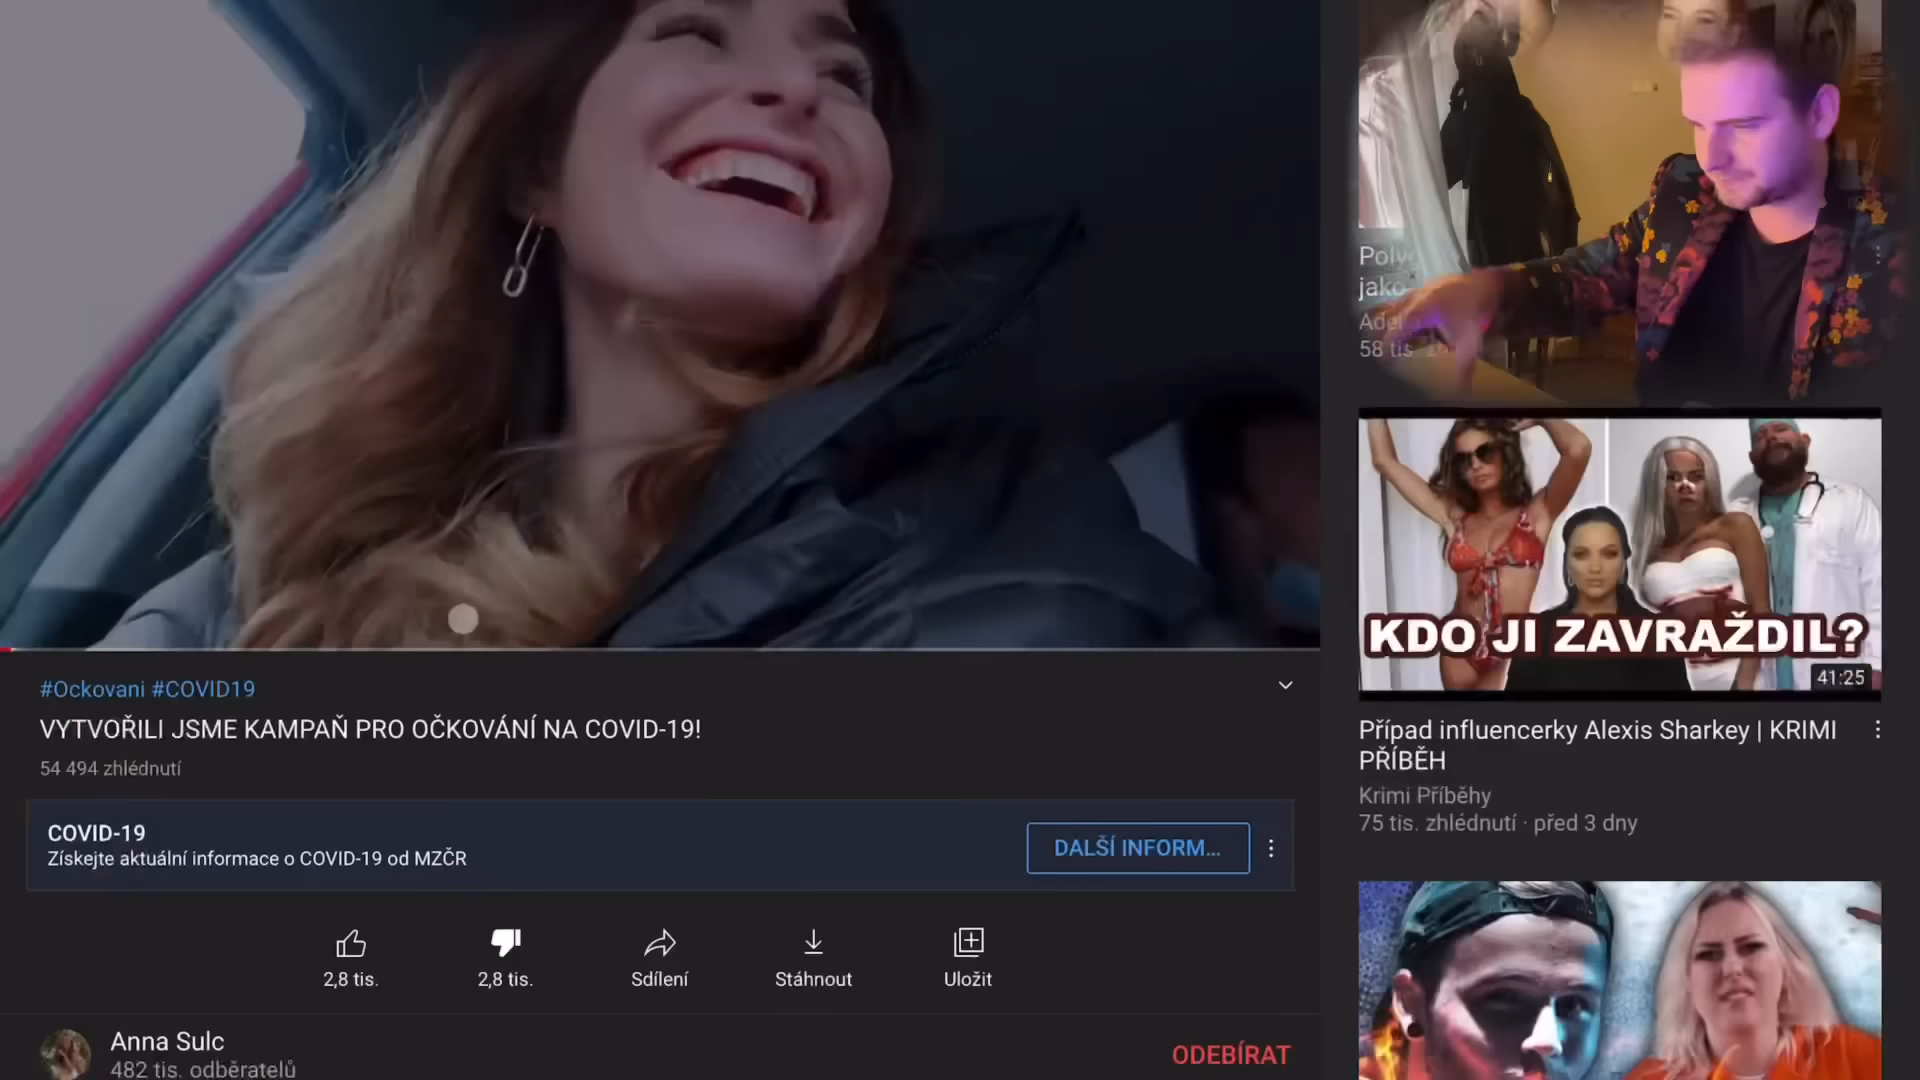 #Ockovani #COVID19
VYTVOŘILI JSME KAMPAŇ PRO OČKOVÁNÍ NA COVID-19!
54 494 zhlédnutí
COVID-19
Získejte aktuální informace o COVID-19 od MZČR
DALŠÍ INFORM...
2,8 tis.
2,8 tis.
Sdílení
Stáhnout
Uložit
Anna Sulc
482 tis. odběratelů
ODEBÍRAT
jako
58 tis
KDO JI ZAVRAŽDIL?
41:25
Případ influencerky Alexis Sharkey | KRIMI
PŘÍBĚH
Krimi Příběhy
75 tis. zhlédnutí · před 3 dny